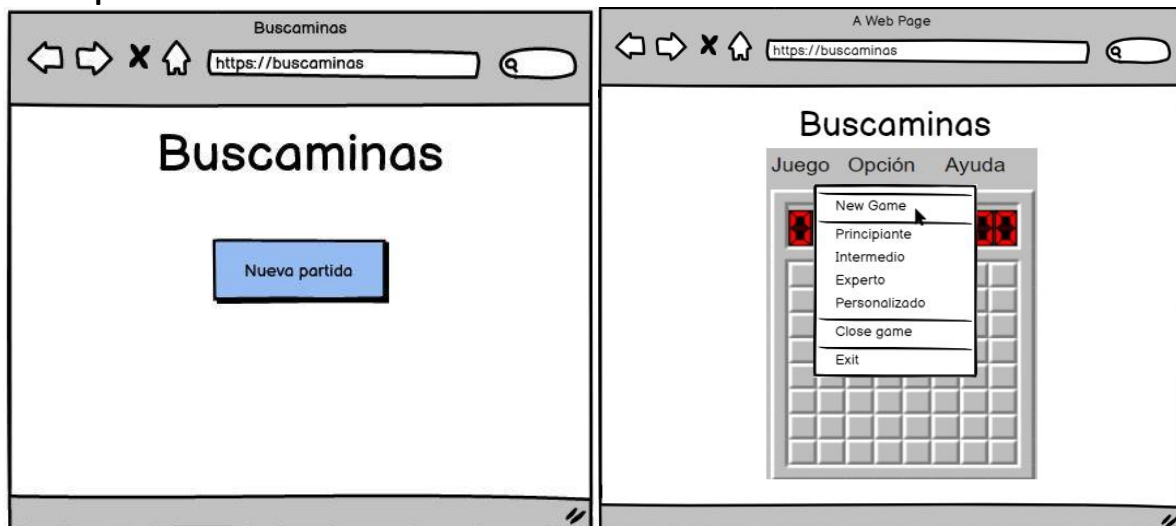 Buscaminas
https://buscaminas
Buscaminas
Nueva partida
A Web Page
https://buscaminas
Buscaminas
Juego Opción Ayuda
New Game
Principiante
Intermedio
Experto
Personalizado
Close game
Exit